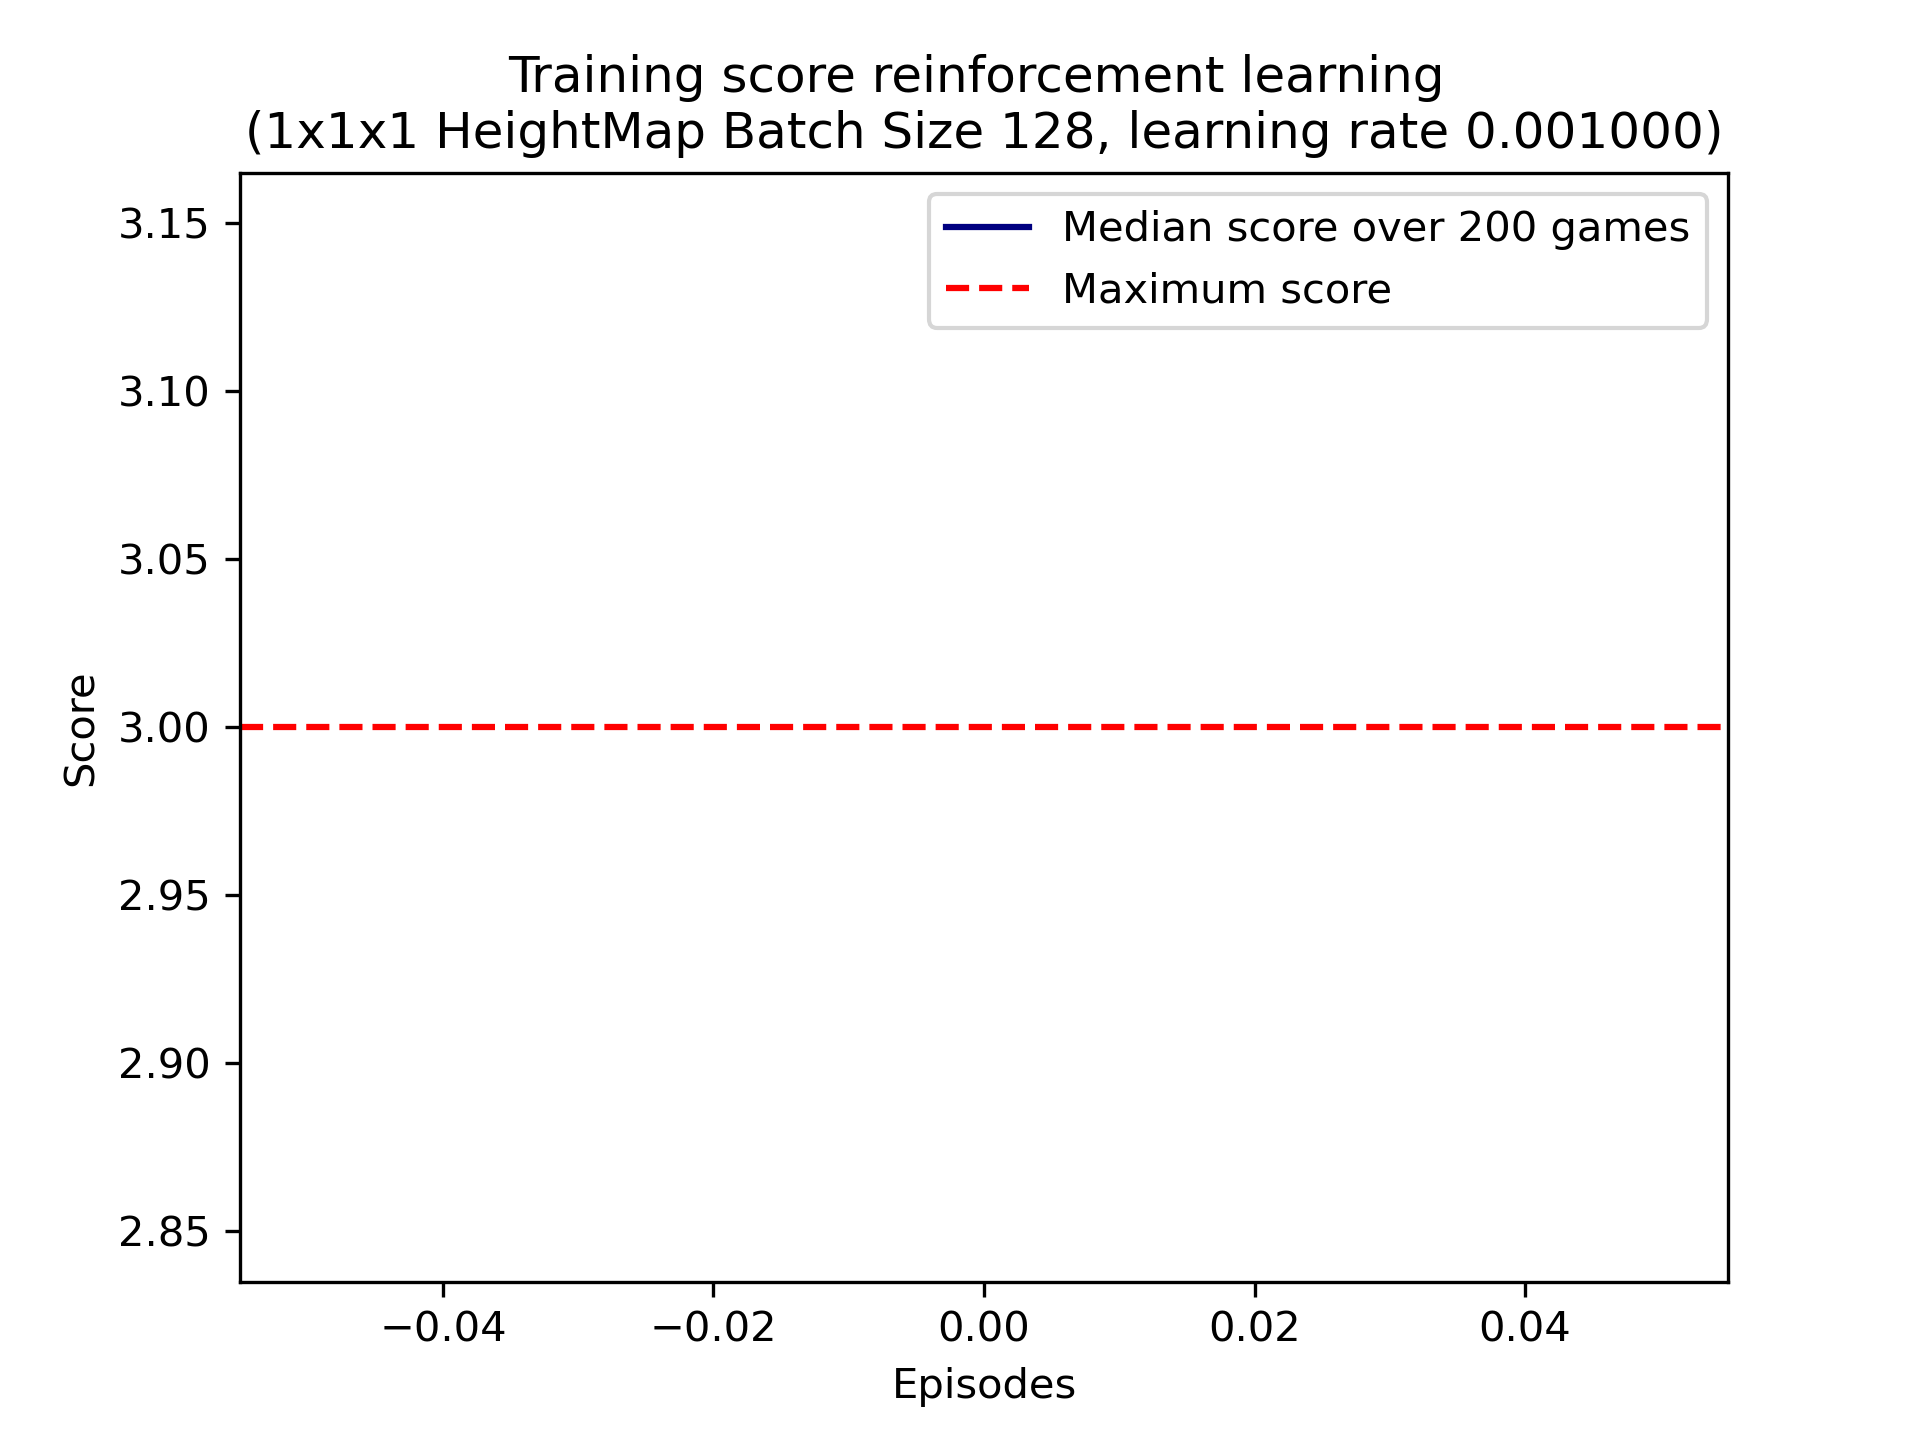 Training score reinforcement learning
(1x1x1 HeightMap Batch Size 128, learning rate 0.001000)
Median score over 200 games
Maximum score
3.15
3.10
3.05
3.00
2.95
2.90
2.85
Score
−0.04
−0.02
0.00
0.02
0.04
Episodes